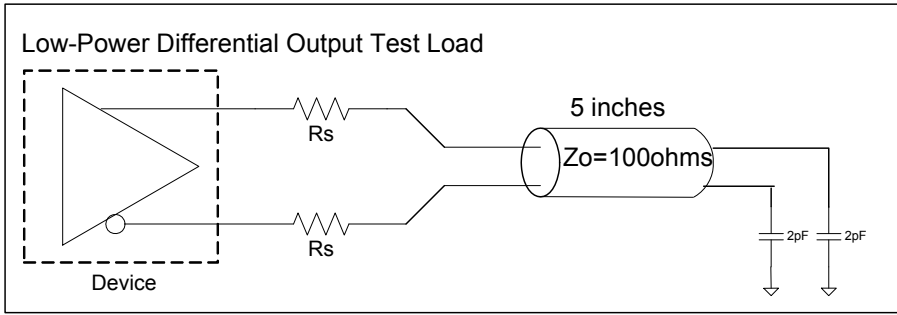 Low-Power Differential Output Test Load
Rs
Rs
Device
5 inches
Zo=100ohms
2pF
2pF